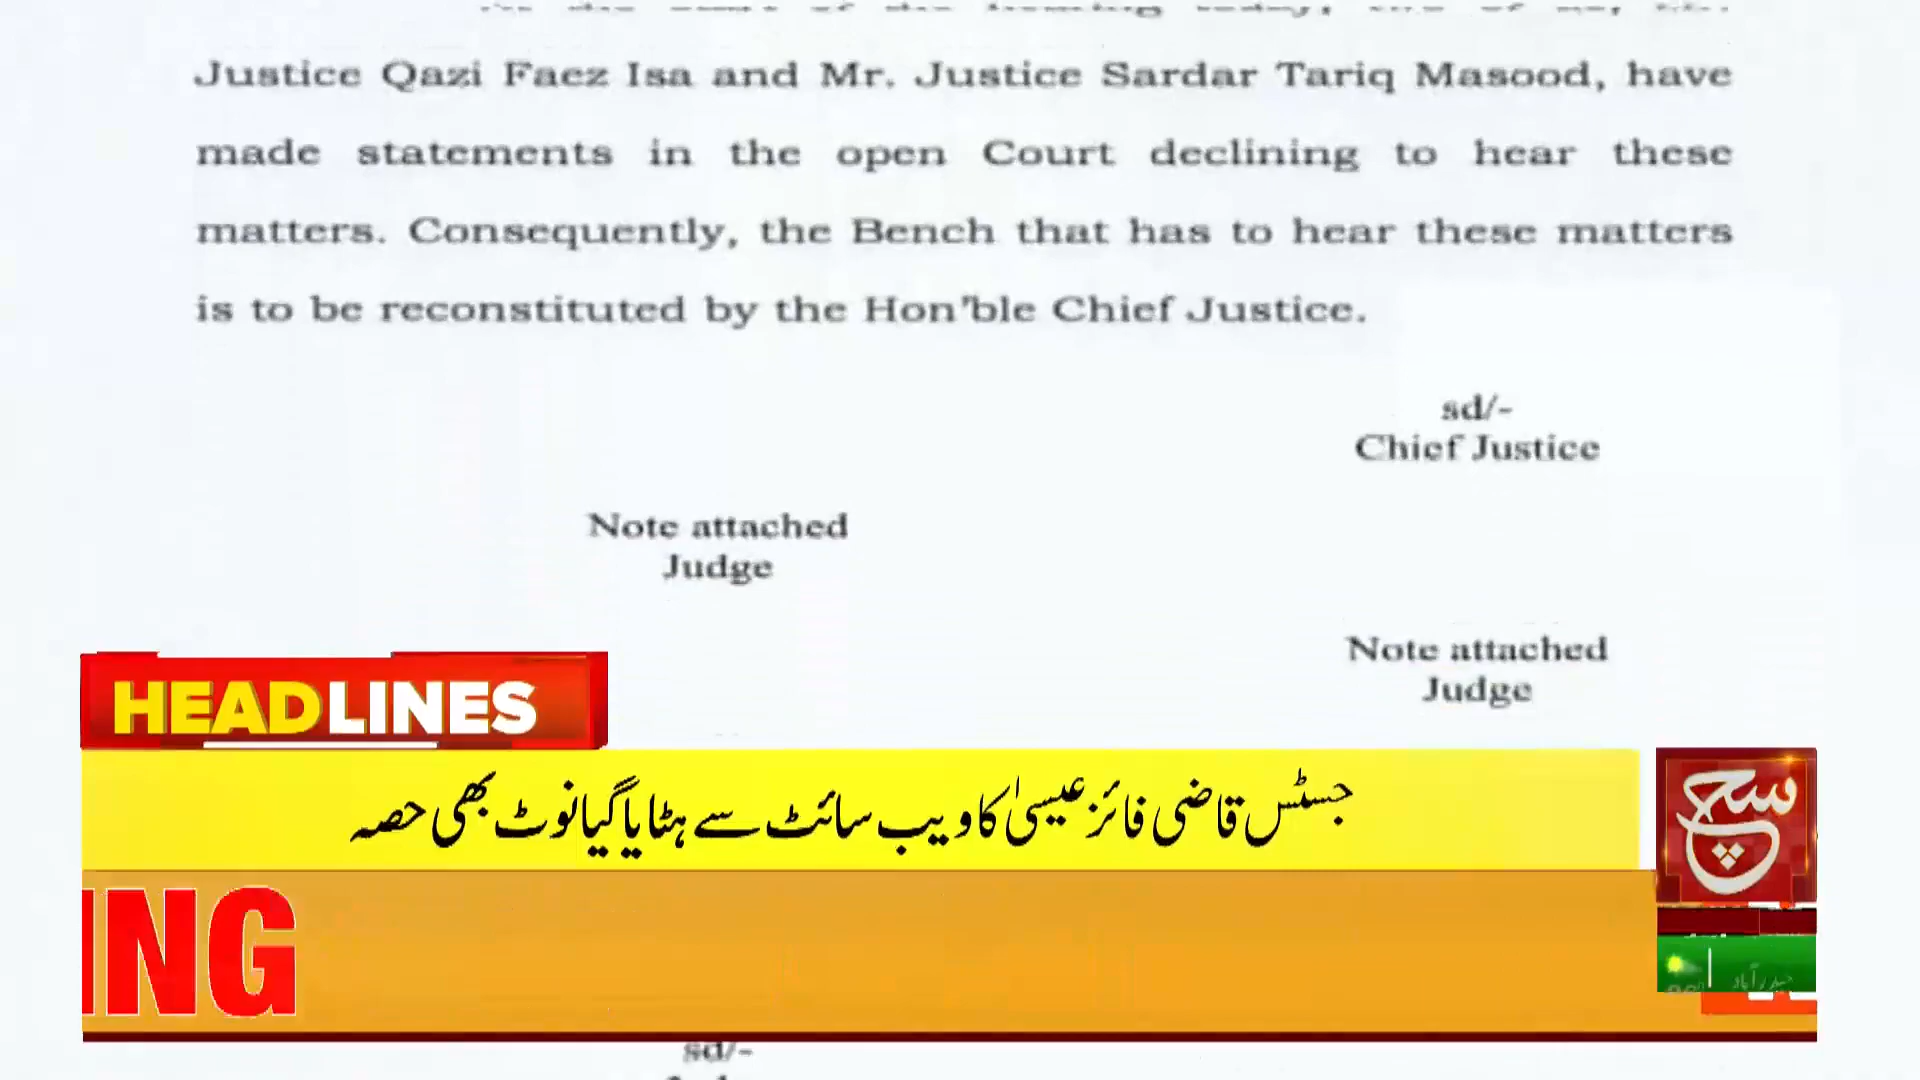 Justice Qazi Faez Isa and Mr. Justice Sardar Tariq Masood, have
made statements in the open Court declining to hear these
matters. Consequently, the Bench that has to hear these matters
is to be reconstituted by the Hon'ble Chief Justice.
sd/-
Chief Justice
Note attached
Judge
Note attached
Judge
HEADLINES
جسٹس قاضی فائز عیسیٰ کا ویب سائٹ سے ہٹایا گیا نوٹ بھی حصہ
سچ
ING
حیدرآباد
sd/-